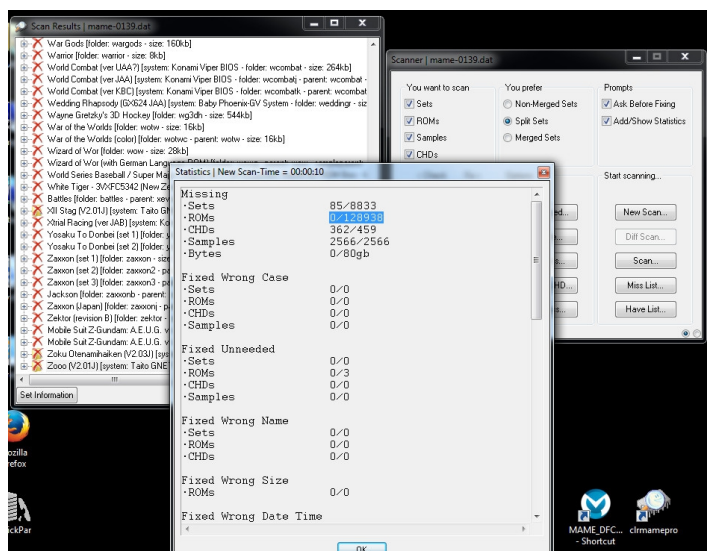 Scan Results | mame-0139.dat
War Gods [folder: wargods - size: 160kb]
Warrior [folder: warrior - size: 8kb]
World Combat (ver UAA?) [system: Konami Viper BIOS - folder: wcombat - size: 264kb]
World Combat (ver JAA) [system: Konami Viper BIOS - folder: wcombatj - parent: wcombat -
World Combat (ver KBC) [system: Konami Viper BIOS - folder: wcombatk - parent: wcombat
Wedding Rhapsody (GX624 JAA) [system: Baby Phoenix-GV System - folder: weddingr - siz
Wayne Gretzky's 3D Hockey [folder: wg3dh - size: 544kb]
War of the Worlds [folder: wotw - size: 16kb]
War of the Worlds (color) [folder: wotwc - parent: wotw - size: 16kb]
Wizard of Wor [folder: wow - size: 28kb]
Wizard of Wor (with German Language ROM)
World Series Baseball / Super Ma
White Tiger - 3VXFC5342 (New Ze
Battles [folder: battles - parent: xev
XII Stag (V2.01J) [system: Taito G
Xtrial Racing (ver JAB) [system: Ko
Yosaku To Donbei (set 1) [folder: y
Yosaku To Donbei (set 2) [folder: y
Zaxxon (set 1) [folder: zaxxon - size
Zaxxon (set 2) [folder: zaxxon2 - pa
Zaxxon (set 3) [folder: zaxxon3 - pa
Jackson [folder: zaxxonb - parent:
Zaxxon (Japan) [folder: zaxxonj - p
Zektor (revision B) [folder: zektor -
Mobile Suit Z-Gundam: A.E.U.G. v
Mobile Suit Z-Gundam: A.E.U.G. v
Zoku Otenamihaiken (V2.03J) [sys
Zooo (V2.01J) [system: Taito GNE
Set Information
Scanner | mame-0139.dat
You want to scan
Sets
ROMs
Samples
CHDs
You prefer
Non-Merged Sets
Split Sets
Merged Sets
Prompts
Ask Before Fixing
Add/Show Statistics
Start scanning...
New Scan...
Diff Scan...
Scan...
Miss List...
Have List...
Statistics | New Scan-Time = 00:00:10
Missing
·Sets 85/8833
·ROMs 0/128938
·CHDs 362/459
·Samples 2566/2566
·Bytes 0/80gb
Fixed Wrong Case
·Sets 0/0
·ROMs 0/0
·CHDs 0/0
·Samples 0/0
Fixed Unneeded
·Sets 0/0
·ROMs 0/3
·CHDs 0/0
·Samples 0/0
Fixed Wrong Name
·Sets 0/0
·ROMs 0/0
·CHDs 0/0
Fixed Wrong Size
·ROMs 0/0
Fixed Wrong Date Time
OK
ozilla
refox
ickPar
MAME_DFC...
- Shortcut
clrmamepro